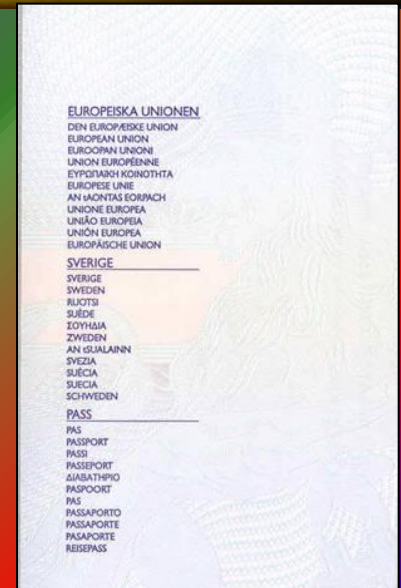 EUROPEISKA UNIONEN
DEN EUROPÆISKE UNION
EUROPEAN UNION
EUROOPAN UNIONI
UNION EUROPÉENNE
ΕΥΡΩΠΑΙΚΗ ΚΟΙΝΟΤΗΤΑ
EUROPESE UNIE
AN tAONTAS EORPACH
UNIONE EUROPEA
UNIÃO EUROPEIA
UNIÓN EUROPEA
EUROPÄISCHE UNION
SVERIGE
SVERIGE
SWEDEN
RUOTSI
SUÈDE
ΣΟΥΗΔΙΑ
ZWEDEN
AN tSUALAINN
SVEZIA
SUÉCIA
SUECIA
SCHWEDEN
PASS
PAS
PASSPORT
PASSI
PASSEPORT
ΔΙΑΒΑΤΗΡΙΟ
PASPOORT
PAS
PASSAPORTO
PASSAPORTE
PASAPORTE
REISEPASS